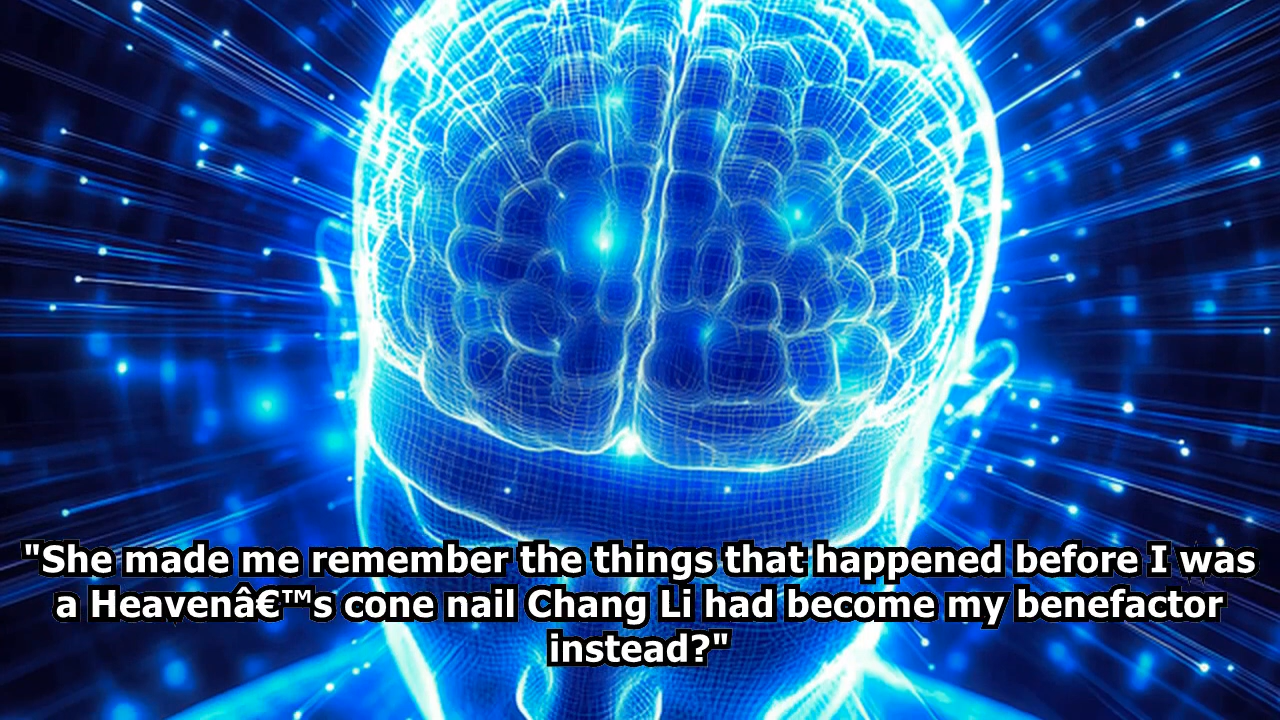 "She made me remember the things that happened before I was
a Heavenâ€™s cone nail Chang Li had become my benefactor
instead?"